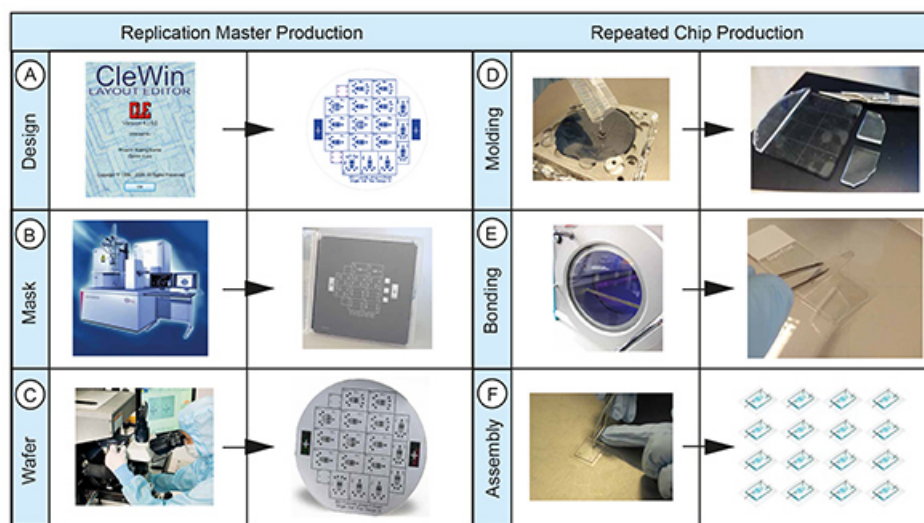 Replication Master Production
Repeated Chip Production
A
Design
CleWin
LAYOUT EDITOR
D
Molding
B
Mask
E
Bonding
C
Wafer
F
Assembly